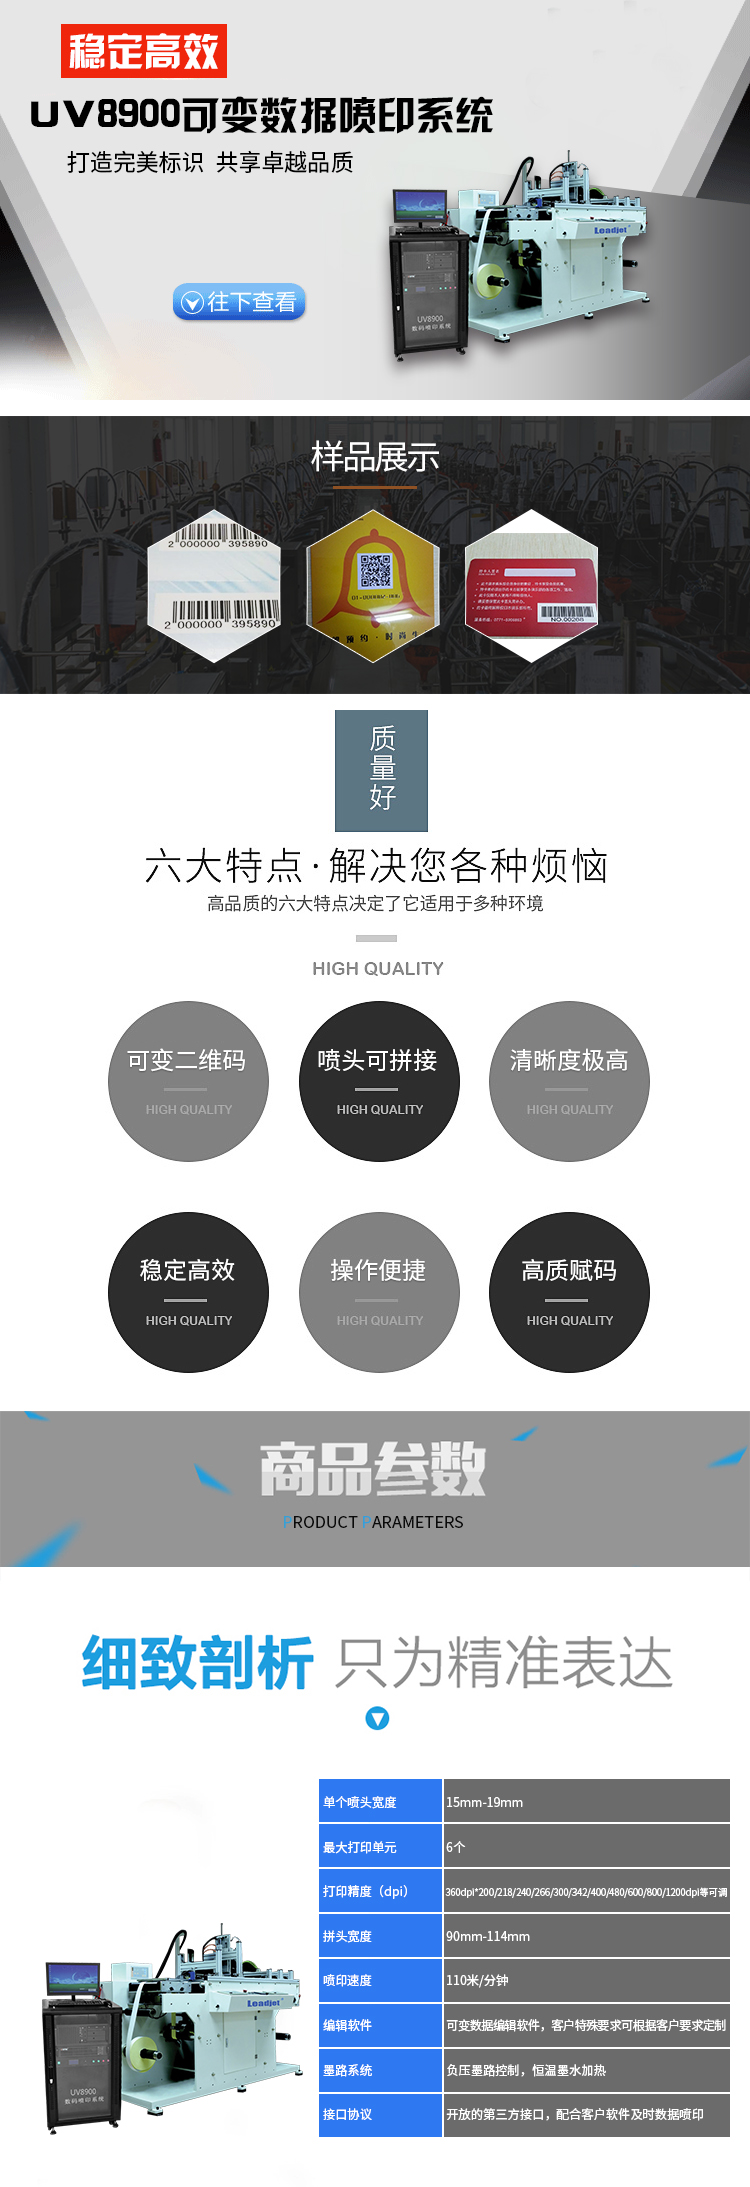 稳定高效
UV8900可变数据喷印系统
打造完美标识 共享卓越品质
Leadjet
往下查看
UV8900
数码喷印系统
样品展示
2 000000 395890
2 000000 395890
NO.00266
质量好
六大特点·解决您各种烦恼
高品质的六大特点决定了它适用于多种环境
HIGH QUALITY
可变二维码
HIGH QUALITY
喷头可拼接
HIGH QUALITY
清晰度极高
HIGH QUALITY
稳定高效
HIGH QUALITY
操作便捷
HIGH QUALITY
高质赋码
HIGH QUALITY
商品参数
PRODUCT PARAMETERS
细致剖析 只为精准表达
单个喷头宽度 15mm-19mm
最大打印单元 6个
打印精度（dpi） 360dpi*200/218/240/266/300/342/400/480/600/800/1200dpi等可调
拼头宽度 90mm-114mm
喷印速度 110米/分钟
编辑软件 可变数据编辑软件，客户特殊要求可根据客户要求定制
墨路系统 负压墨路控制，恒温墨水加热
接口协议 开放的第三方接口，配合客户软件及时数据喷印
Leadjet
UV8900
数码喷印系统